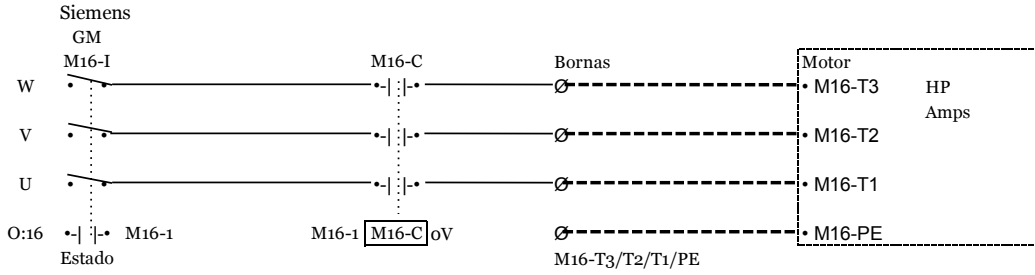 Siemens
GM
M16-I M16-C Bornas Motor
W Ø M16-T3 HP
Amps
V Ø M16-T2
U Ø M16-T1
O:16 M16-1 M16-1 M16-C 0V Ø M16-PE
Estado M16-T3/T2/T1/PE